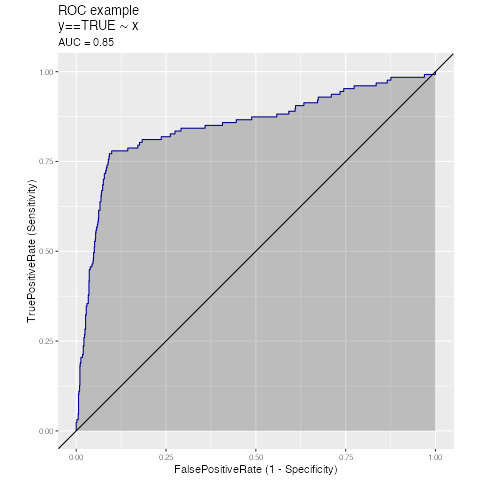 ROC example
y==TRUE ~ x
AUC = 0.85
1.00
0.75
0.50
0.25
0.00
TruePositiveRate (Sensitivity)
0.00 0.25 0.50 0.75 1.00
FalsePositiveRate (1 - Specificity)